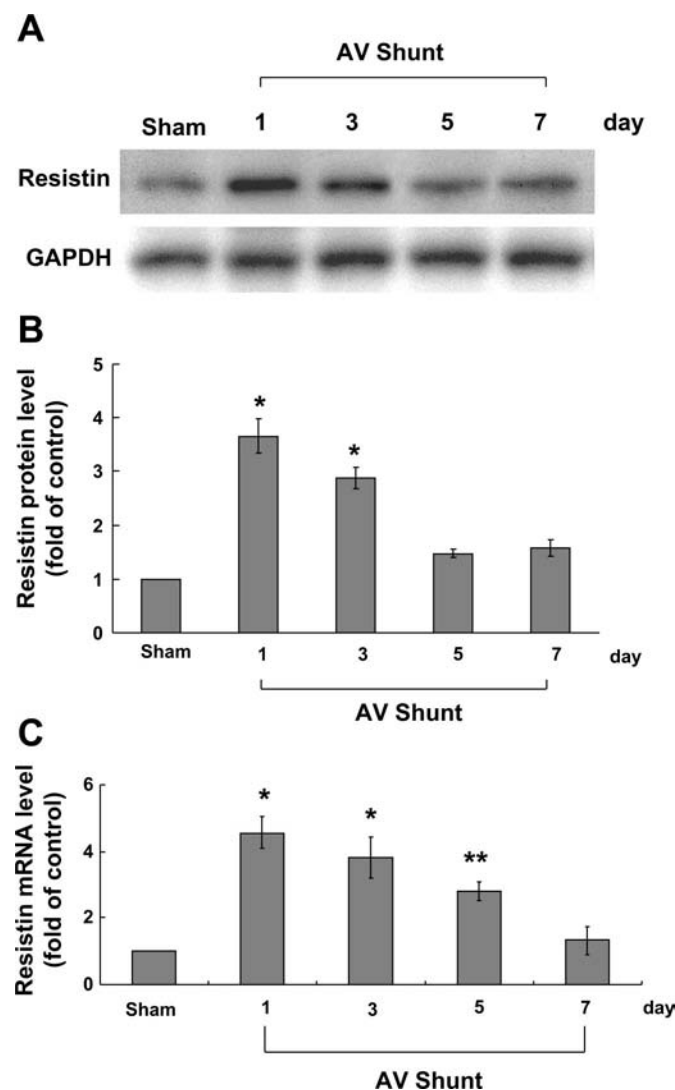 A
AV Shunt
Sham 1 3 5 7 day
Resistin
GAPDH
B
Resistin protein level
(fold of control)
5
4
3
2
1
0
* *
Sham 1 3 5 7 day
AV Shunt
C
Resistin mRNA level
(fold of control)
6
4
2
0
* * **
Sham 1 3 5 7 day
AV Shunt